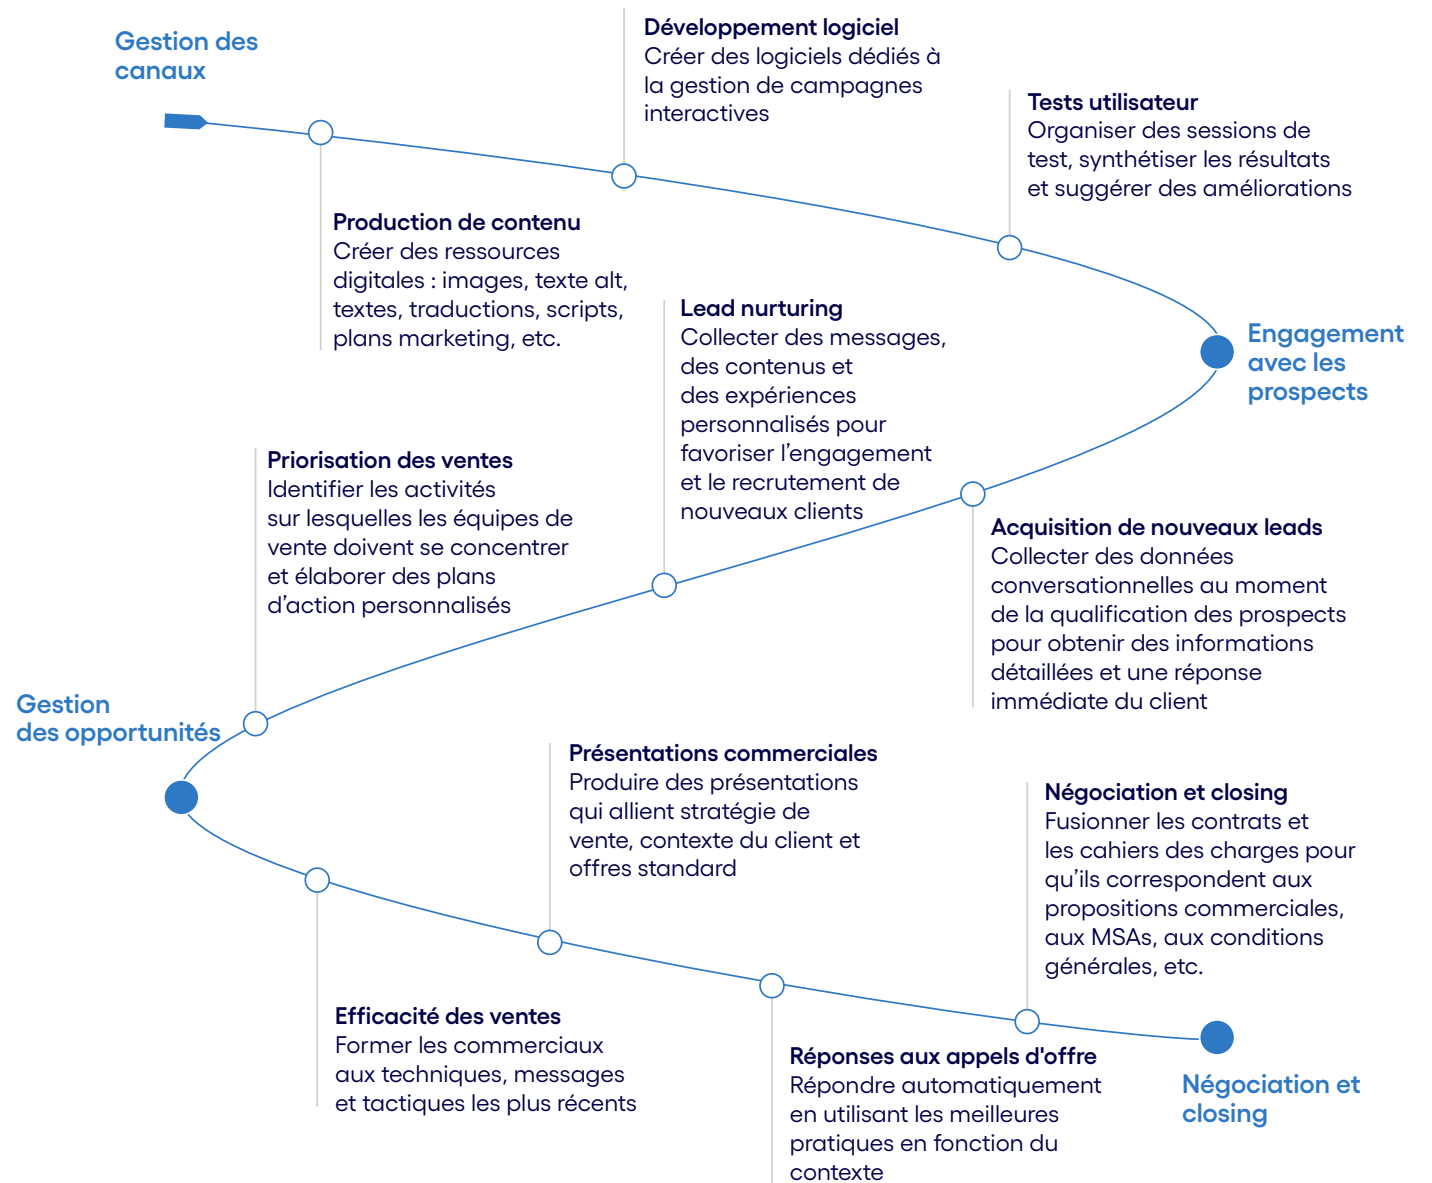 Gestion des
canaux
Production de contenu
Créer des ressources
digitales : images, texte alt,
textes, traductions, scripts,
plans marketing, etc.
Développement logiciel
Créer des logiciels dédiés à
la gestion de campagnes
interactives
Tests utilisateur
Organiser des sessions de
test, synthétiser les résultats
et suggérer des améliorations
Engagement
avec les
prospects
Acquisition de nouveaux leads
Collecter des données
conversationnelles au moment
de la qualification des prospects
pour obtenir des informations
détaillées et une réponse
immédiate du client
Lead nurturing
Collecter des messages,
des contenus et
des expériences
personnalisés pour
favoriser l’engagement
et le recrutement de
nouveaux clients
Priorisation des ventes
Identifier les activités
sur lesquelles les équipes de
vente doivent se concentrer
et élaborer des plans
d’action personnalisés
Gestion
des opportunités
Efficacité des ventes
Former les commerciaux
aux techniques, messages
et tactiques les plus récents
Présentations commerciales
Produire des présentations
qui allient stratégie de
vente, contexte du client et
offres standard
Réponses aux appels d'offre
Répondre automatiquement
en utilisant les meilleures
pratiques en fonction du
contexte
Négociation et closing
Fusionner les contrats et
les cahiers des charges pour
qu’ils correspondent aux
propositions commerciales,
aux MSAs, aux conditions
générales, etc.
Négociation et
closing